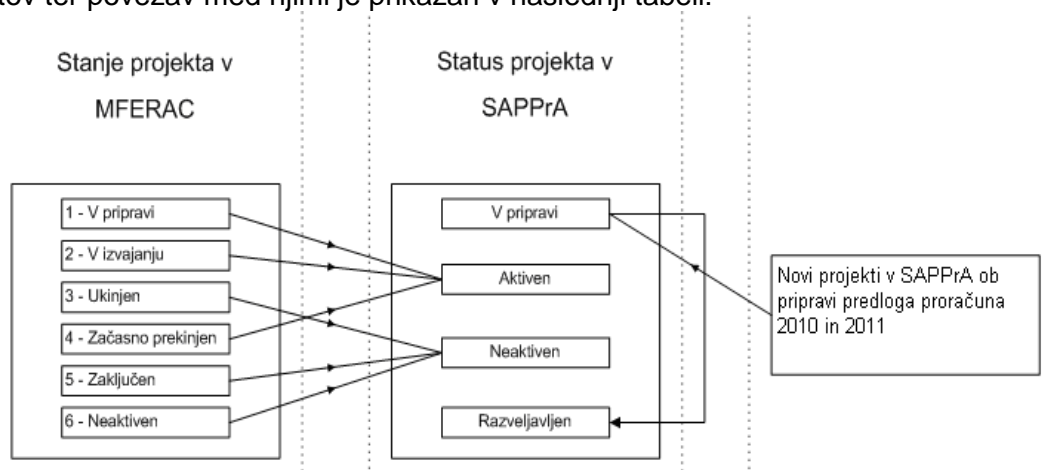 tov ter povezav med njimi je prikazan v naslednji tabeli:
Stanje projekta v
MFERAC
Status projekta v
SAPPrA
1 - V pripravi
2 - V izvajanju
3 - Ukinjen
4 - Začasno prekinjen
5 - Zaključen
6 - Neaktiven
V pripravi
Aktiven
Neaktiven
Razveljavljen
Novi projekti v SAPPrA ob
pripravi predloga proračuna
2010 in 2011